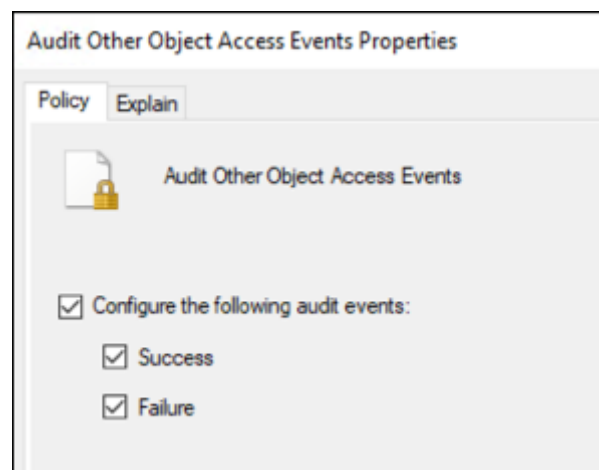 Audit Other Object Access Events Properties
Policy Explain
Audit Other Object Access Events
Configure the following audit events:
Success
Failure